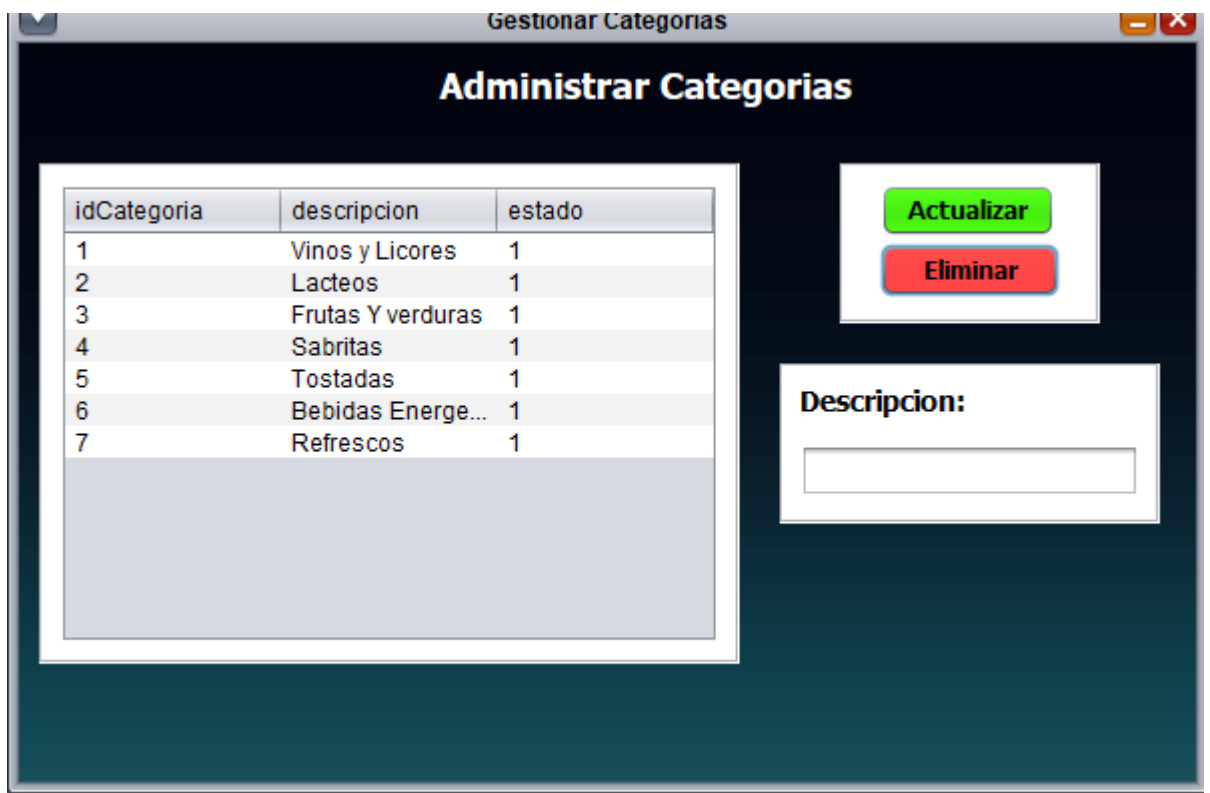 Gestionar Categorias
Administrar Categorias
idCategoria descripcion estado
1 Vinos y Licores 1
2 Lacteos 1
3 Frutas Y verduras 1
4 Sabritas 1
5 Tostadas 1
6 Bebidas Energe... 1
7 Refrescos 1
Actualizar
Eliminar
Descripcion: